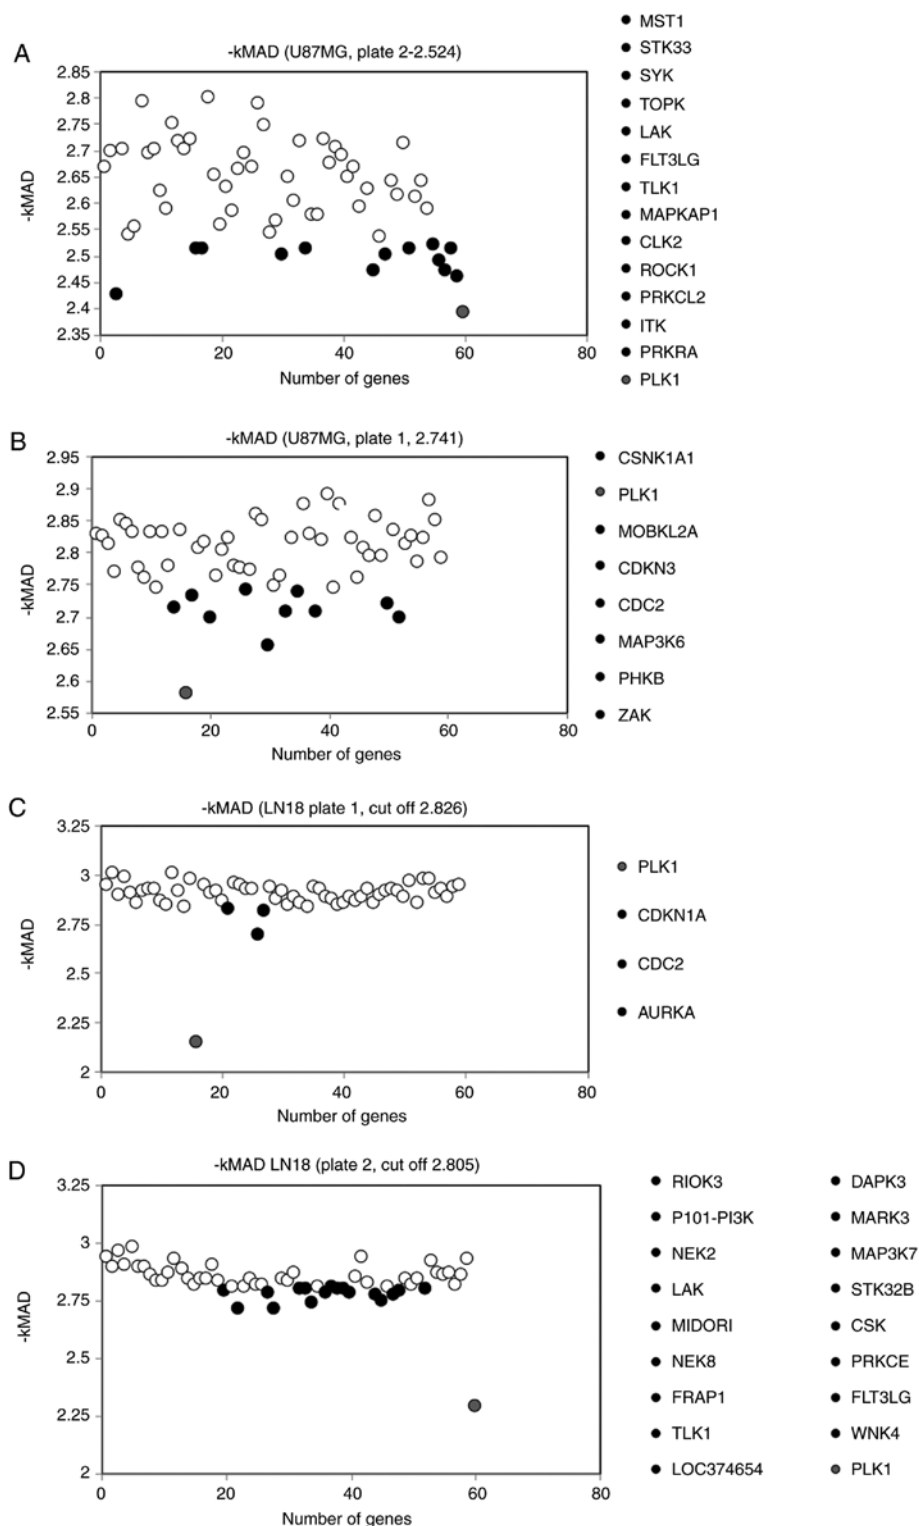 A
-kMAD (U87MG, plate 2-2.524)
2.85
2.8
2.75
2.7
2.65
2.6
2.55
2.5
2.45
2.4
2.35
-kMAD
0 20 40 60 80
Number of genes
MST1
STK33
SYK
TOPK
LAK
FLT3LG
TLK1
MAPKAP1
CLK2
ROCK1
PRKCL2
ITK
PRKRA
PLK1
B
-kMAD (U87MG, plate 1, 2.741)
2.95
2.9
2.85
2.8
2.75
2.7
2.65
2.6
2.55
-kMAD
0 20 40 60 80
Number of genes
CSNK1A1
PLK1
MOBKL2A
CDKN3
CDC2
MAP3K6
PHKB
ZAK
C
-kMAD (LN18 plate 1, cut off 2.826)
3.25
3
2.75
2.5
2.25
2
-kMAD
0 20 40 60 80
Number of genes
PLK1
CDKN1A
CDC2
AURKA
D
-kMAD LN18 (plate 2, cut off 2.805)
3.25
3
2.75
2.5
2.25
2
-kMAD
0 20 40 60 80
Number of genes
RIOK3
P101-PI3K
NEK2
LAK
MIDORI
NEK8
FRAP1
TLK1
LOC374654
DAPK3
MARK3
MAP3K7
STK32B
CSK
PRKCE
FLT3LG
WNK4
PLK1